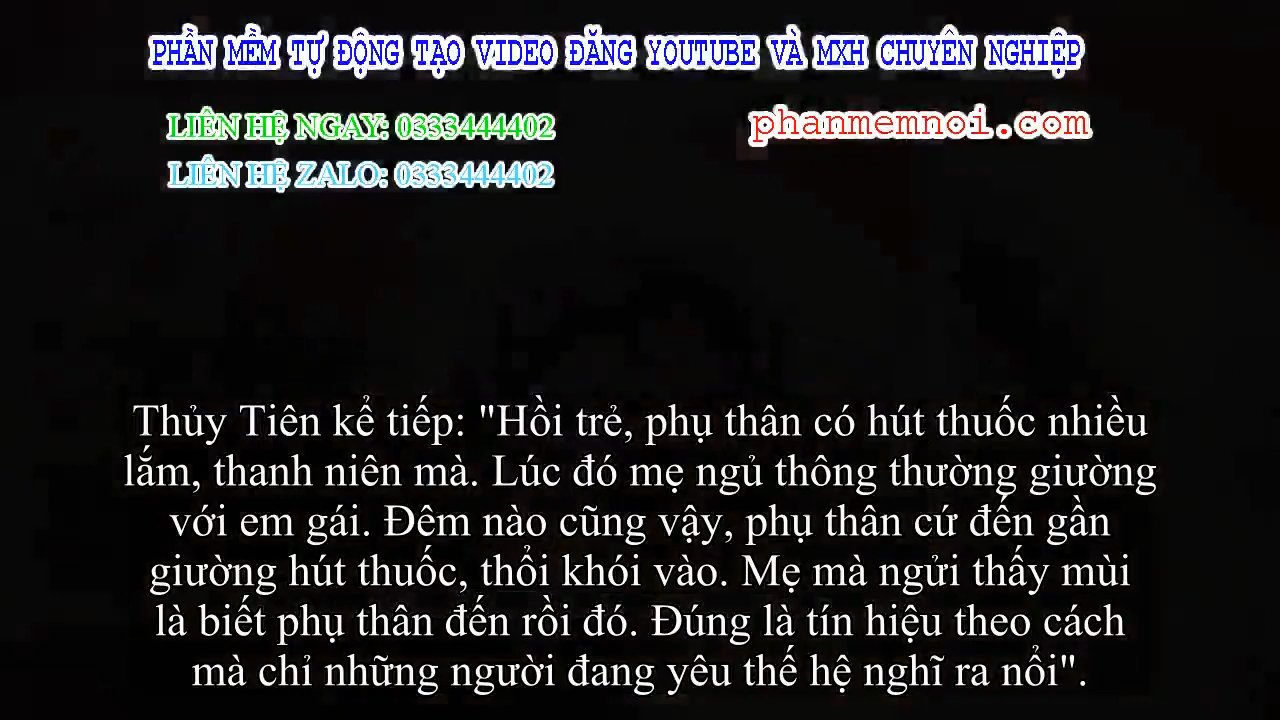 PHẦN MỀM TỰ ĐỘNG TẠO VIDEO ĐĂNG YOUTUBE VÀ MXH CHUYÊN NGHIỆP
LIÊN HỆ NGAY: 0333444402
phanmemnoi.com
LIÊN HỆ ZALO: 0333444402
Thủy Tiên kể tiếp: "Hồi trẻ, phụ thân có hút thuốc nhiều
lắm, thanh niên mà. Lúc đó mẹ ngủ thông thường giường
với em gái. Đêm nào cũng vậy, phụ thân cứ đến gần
giường hút thuốc, thổi khói vào. Mẹ mà ngửi thấy mùi
là biết phụ thân đến rồi đó. Đúng là tín hiệu theo cách
mà chỉ những người đang yêu thế hệ nghĩ ra nổi".